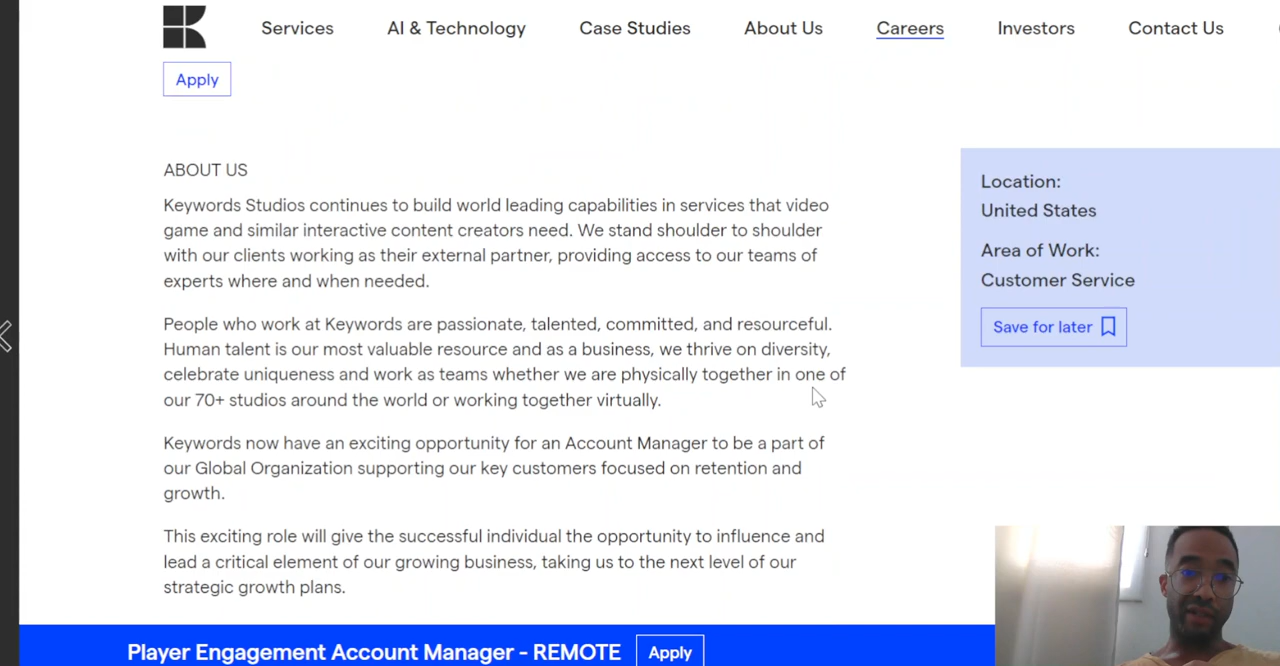 Services AI & Technology Case Studies About Us Careers Investors Contact Us
Apply
ABOUT US
Keywords Studios continues to build world leading capabilities in services that video
game and similar interactive content creators need. We stand shoulder to shoulder
with our clients working as their external partner, providing access to our teams of
experts where and when needed.
People who work at Keywords are passionate, talented, committed, and resourceful.
Human talent is our most valuable resource and as a business, we thrive on diversity,
celebrate uniqueness and work as teams whether we are physically together in one of
our 70+ studios around the world or working together virtually.
Keywords now have an exciting opportunity for an Account Manager to be a part of
our Global Organization supporting our key customers focused on retention and
growth.
This exciting role will give the successful individual the opportunity to influence and
lead a critical element of our growing business, taking us to the next level of our
strategic growth plans.
Location:
United States
Area of Work:
Customer Service
Save for later
Player Engagement Account Manager - REMOTE Apply